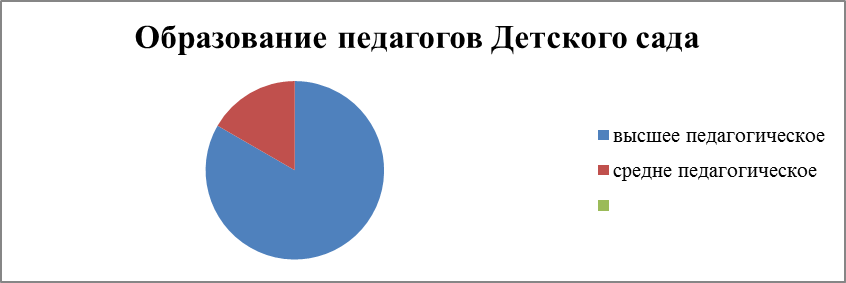 Образование педагогов Детского сада
высшее педагогическое
средне педагогическое